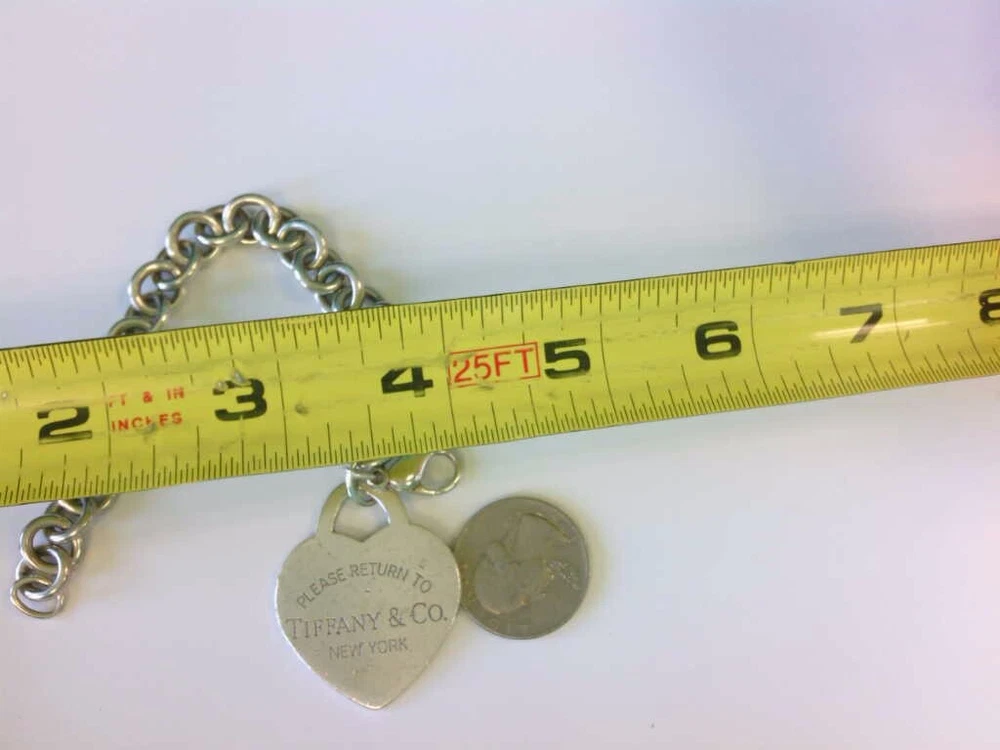 2 FT & IN 3 4 25FT 5 6 7 8
INCHES
PLEASE RETURN TO
TIFFANY & CO.
NEW YORK